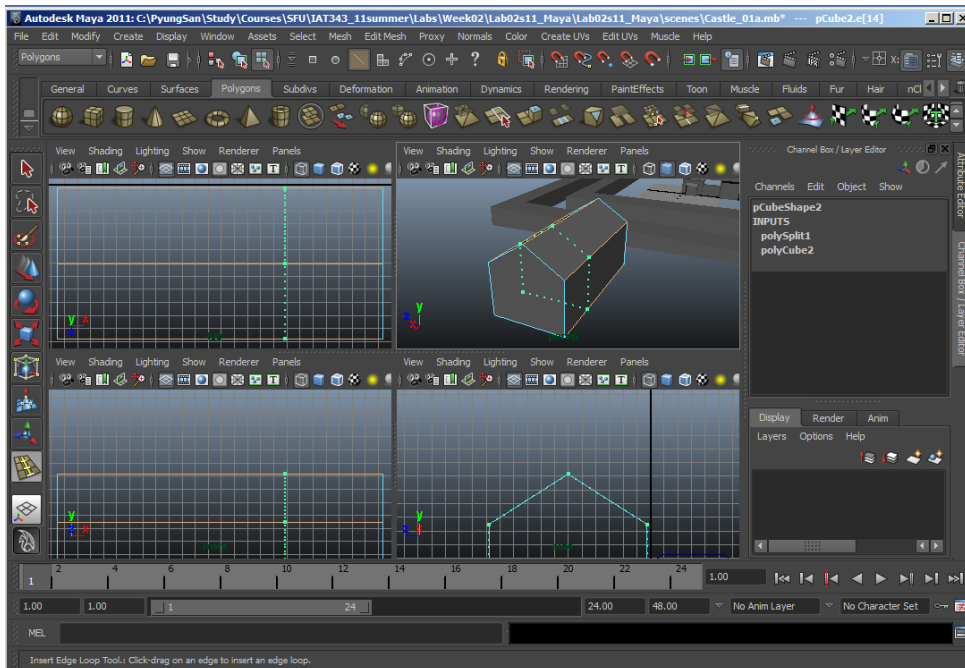 Autodesk Maya 2011: C:\PyungSan\Study\Courses\SFU\IAT343_11summer\Labs\Week02\Lab02s11_Maya\Lab02s11_Maya\scenes\Castle_01a.mb* --- pCube2.e[14]
File Edit Modify Create Display Window Assets Select Mesh Edit Mesh Proxy Normals Color Create UVs Edit UVs Muscle Help
Polygons
X:
General Curves Surfaces Polygons Subdivs Deformation Animation Dynamics Rendering PaintEffects Toon Muscle Fluids Fur Hair nCl
View Shading Lighting Show Renderer Panels
View Shading Lighting Show Renderer Panels
y
x
z
y
z
x
View Shading Lighting Show Renderer Panels
View Shading Lighting Show Renderer Panels
y
z
x
y
z
x
Channel Box / Layer Editor
Channels Edit Object Show
pCubeShape2
INPUTS
polySplit1
polyCube2
Display Render Anim
Layers Options Help
Attribute Editor
Channel Box / Layer Editor
1 2 4 6 8 10 12 14 16 18 20 22 24 1.00
1.00 1.00 1 24 24.00 48.00 No Anim Layer No Character Set
MEL
Insert Edge Loop Tool.: Click-drag on an edge to insert an edge loop.